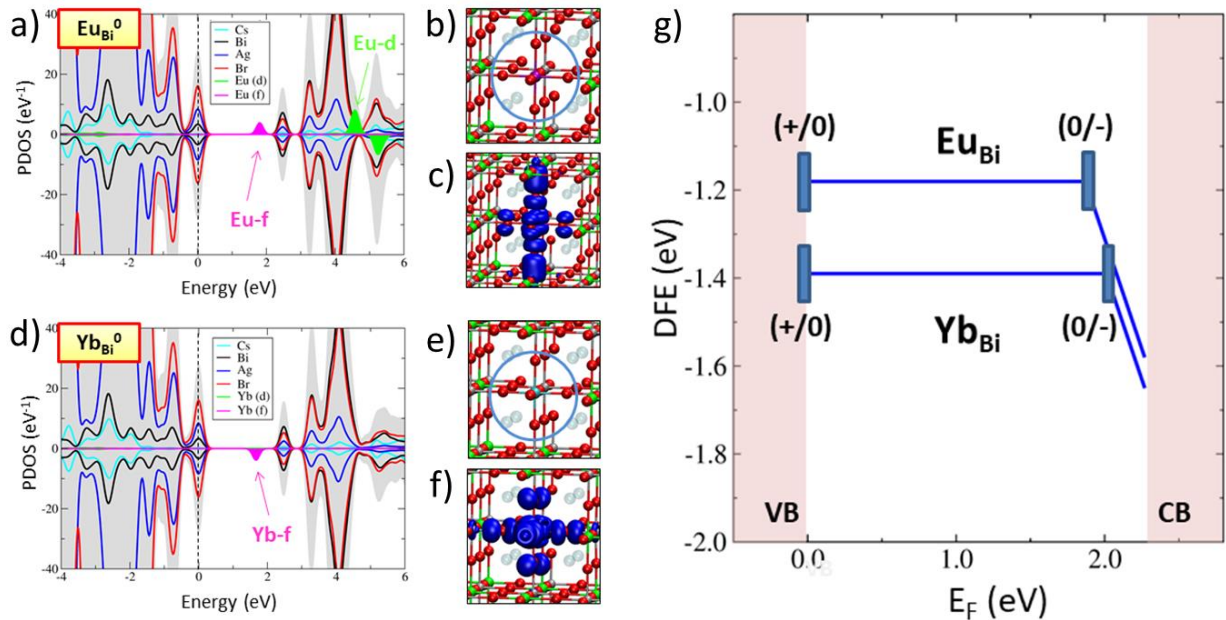 a)
Eu_Bi^0
Cs
Bi
Ag
Br
Eu (d)
Eu (f)
Eu-d
Eu-f
PDOS (eV⁻¹)
40
20
0
-20
-40
-4 -2 0 2 4 6
Energy (eV)
b)
c)
d)
Yb_Bi^0
Cs
Bi
Ag
Br
Yb (d)
Yb (f)
Yb-f
PDOS (eV⁻¹)
40
20
0
-20
-40
-4 -2 0 2 4 6
Energy (eV)
e)
f)
g)
DFE (eV)
-1.0
-1.2
-1.4
-1.6
-1.8
-2.0
(+/0) Eu_Bi (0/-)
(+/0) Yb_Bi (0/-)
VB CB
0.0 1.0 2.0
E_F (eV)